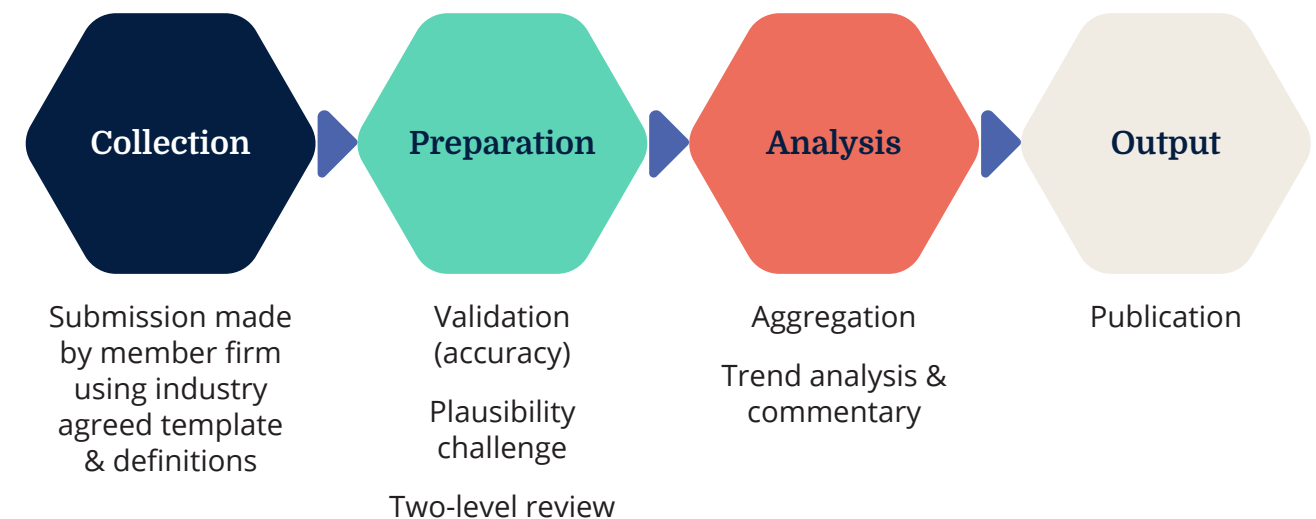 Collection
Preparation
Analysis
Output
Submission made
by member firm
using industry
agreed template
& definitions
Validation
(accuracy)
Plausibility
challenge
Two-level review
Aggregation
Trend analysis &
commentary
Publication